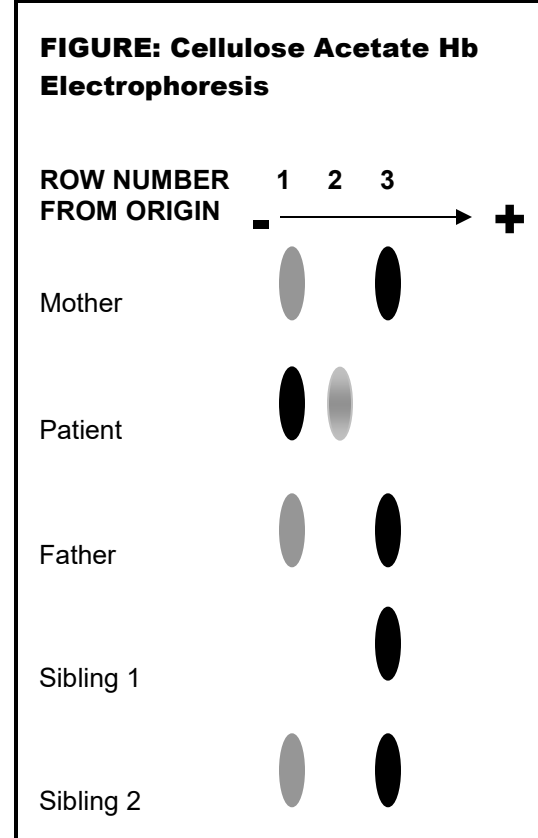 FIGURE: Cellulose Acetate Hb
Electrophoresis
ROW NUMBER 1 2 3
FROM ORIGIN - +
Mother
Patient
Father
Sibling 1
Sibling 2